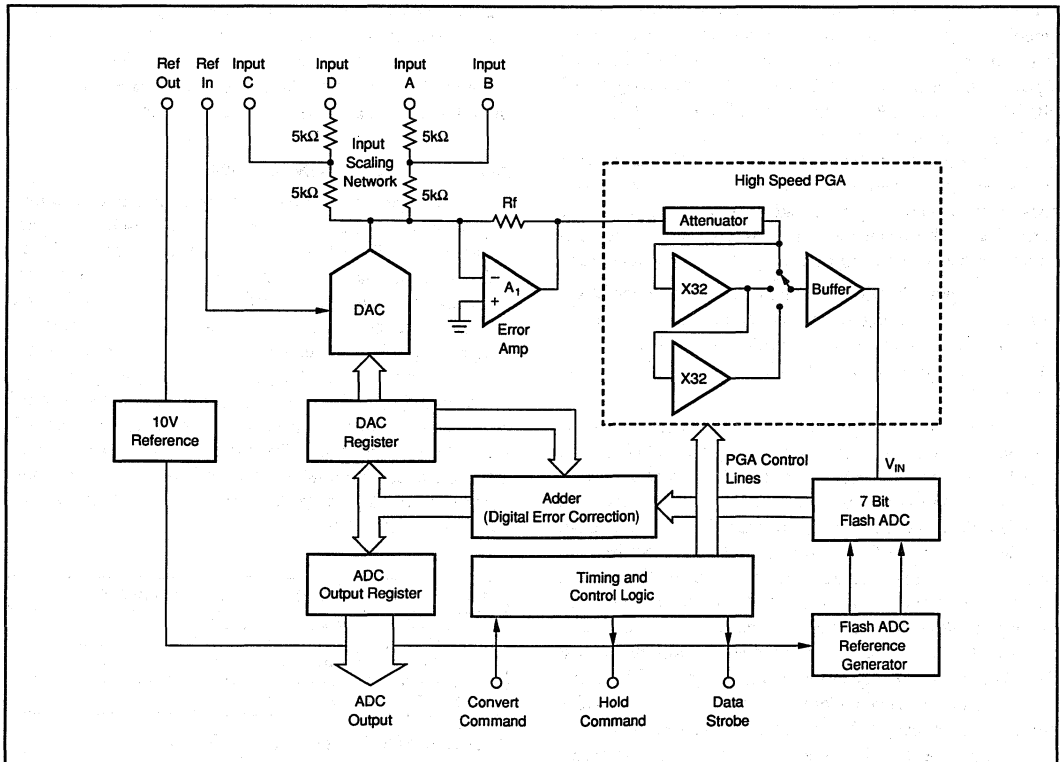 Ref
Out
Ref
In
Input
C
Input
D
Input
A
Input
B
5kΩ
5kΩ
Input
Scaling
Network
5kΩ
5kΩ
High Speed PGA
Rf
Attenuator
X32
Buffer
−
A1
+
DAC
Error
Amp
X32
10V
Reference
DAC
Register
PGA Control
Lines
VIN
Adder
(Digital Error Correction)
7 Bit
Flash ADC
ADC
Output Register
Timing and
Control Logic
Flash ADC
Reference
Generator
ADC
Output
Convert
Command
Hold
Command
Data
Strobe